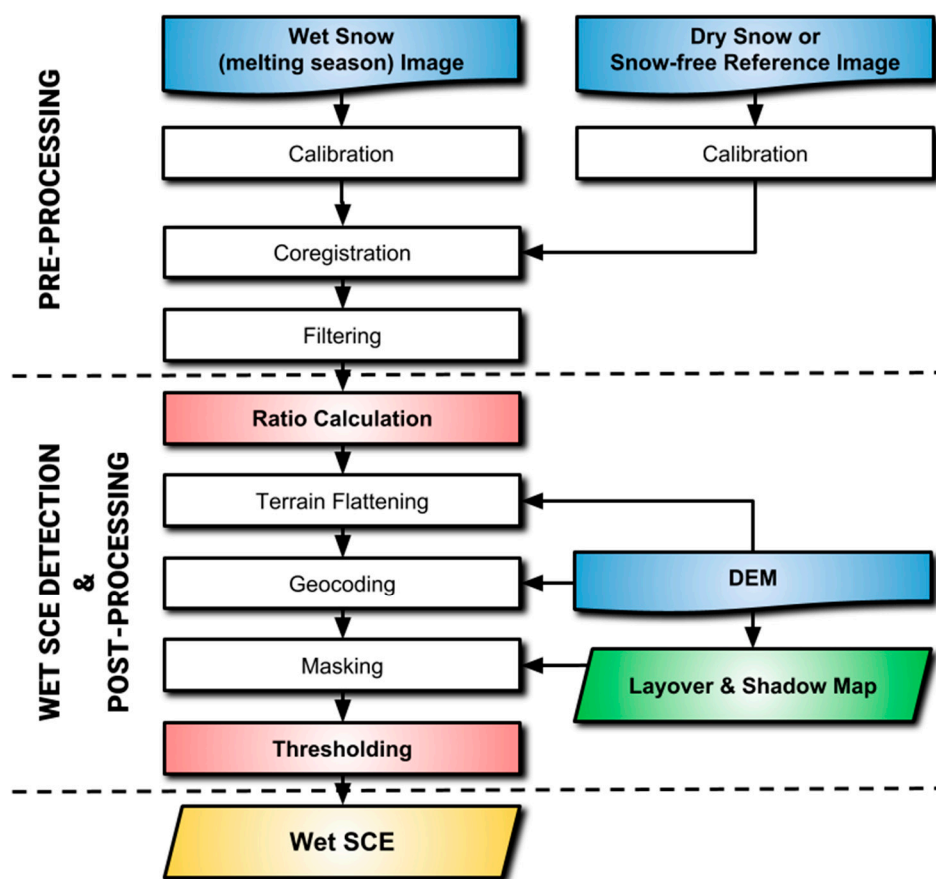 PRE-PROCESSING
Wet Snow
(melting season) Image
Dry Snow or
Snow-free Reference Image
Calibration
Calibration
Coregistration
Filtering
WET SCE DETECTION
&
POST-PROCESSING
Ratio Calculation
Terrain Flattening
Geocoding
DEM
Masking
Layover & Shadow Map
Thresholding
Wet SCE